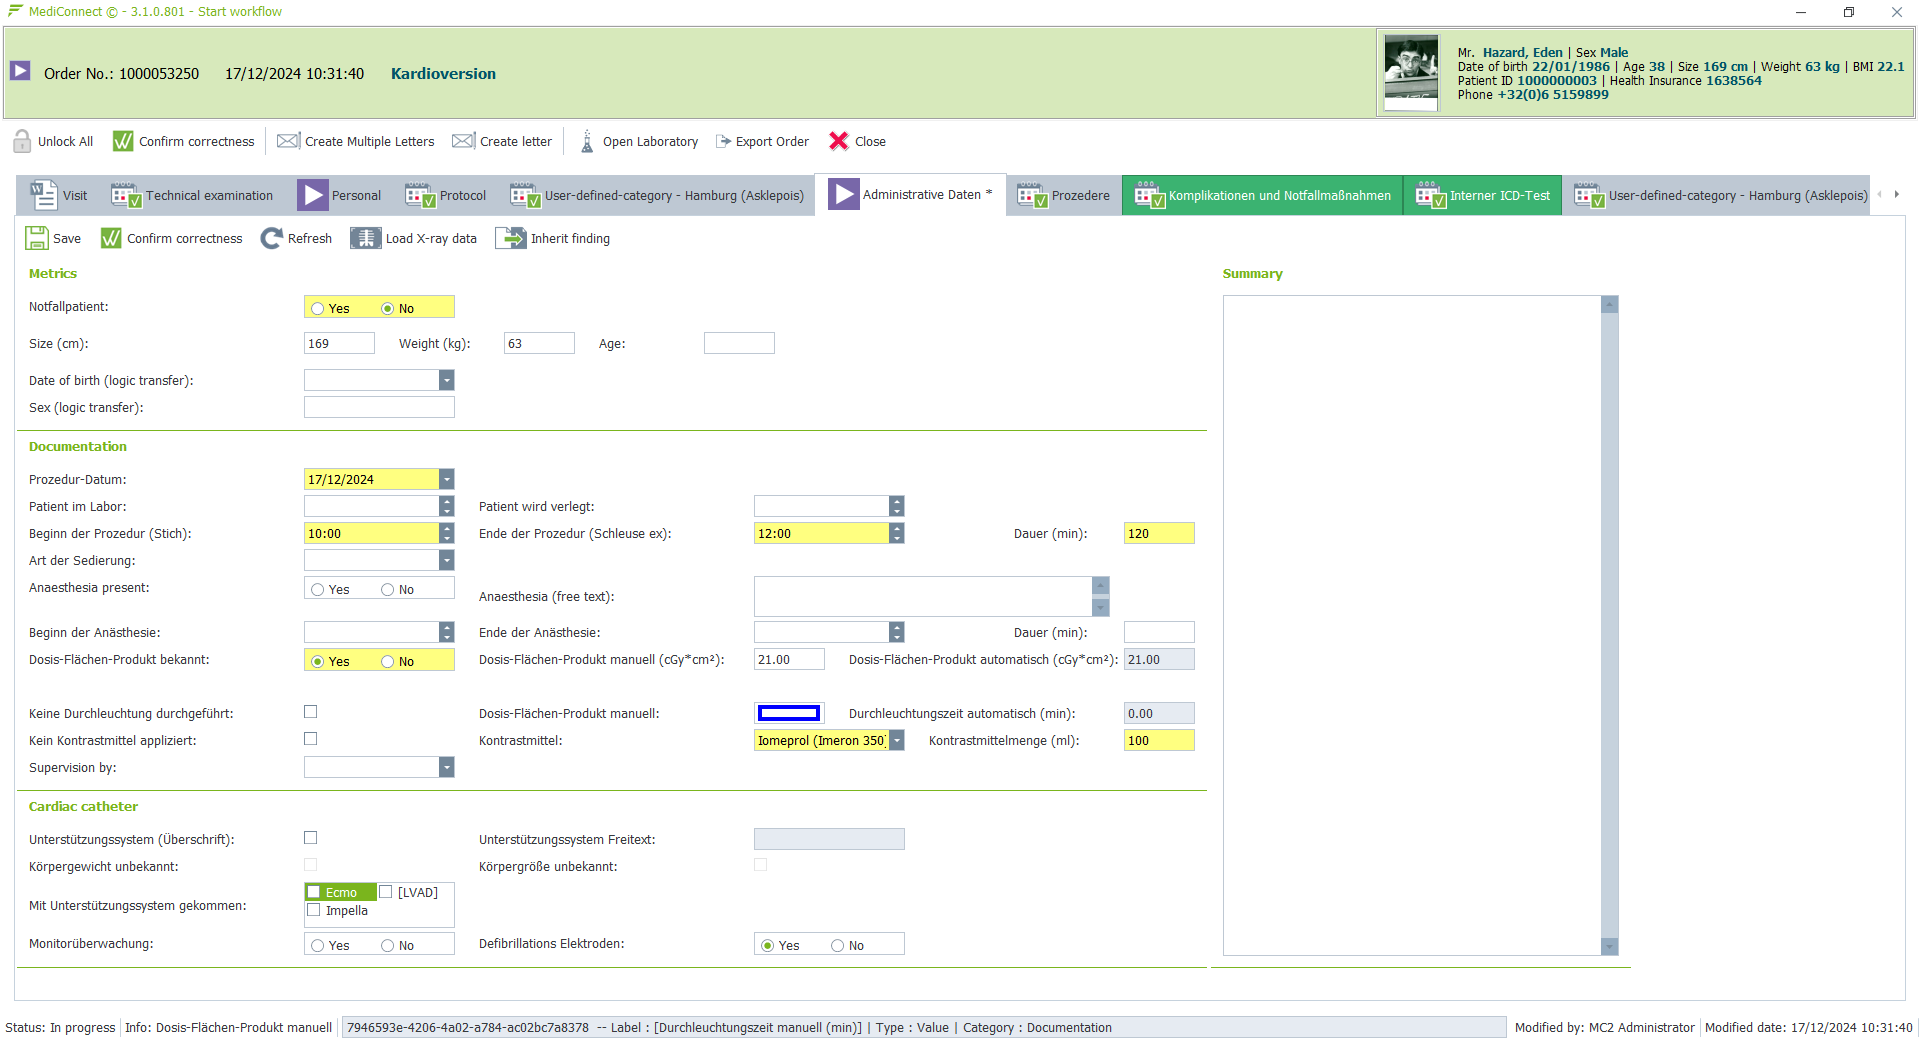 MediConnect © - 3.1.0.801 - Start workflow
Order No.: 1000053250 17/12/2024 10:31:40 Kardioversion
Mr. Hazard, Eden | Sex Male
Date of birth 22/01/1986 | Age 38 | Size 169 cm | Weight 63 kg | BMI 22.1
Patient ID 1000000003 | Health Insurance 1638564
Phone +32(0)6 5159899
Unlock All Confirm correctness Create Multiple Letters Create letter Open Laboratory Export Order Close
Visit Technical examination Personal Protocol User-defined-category - Hamburg (Asklepois) Administrative Daten * Prozedere Komplikationen und Notfallmaßnahmen Interner ICD-Test User-defined-category - Hamburg (Asklepois)
Save Confirm correctness Refresh Load X-ray data Inherit finding
Metrics
Summary
Notfallpatient: Yes No
Size (cm): 169 Weight (kg): 63 Age:
Date of birth (logic transfer):
Sex (logic transfer):
Documentation
Prozedur-Datum: 17/12/2024
Patient im Labor: Patient wird verlegt:
Beginn der Prozedur (Stich): 10:00 Ende der Prozedur (Schleuse ex): 12:00 Dauer (min): 120
Art der Sedierung:
Anaesthesia present: Yes No Anaesthesia (free text):
Beginn der Anästhesie: Ende der Anästhesie: Dauer (min):
Dosis-Flächen-Produkt bekannt: Yes No Dosis-Flächen-Produkt manuell (cGy*cm²): 21.00 Dosis-Flächen-Produkt automatisch (cGy*cm²): 21.00
Keine Durchleuchtung durchgeführt: Dosis-Flächen-Produkt manuell: Durchleuchtungszeit automatisch (min): 0.00
Kein Kontrastmittel appliziert: Kontrastmittel: Iomeprol (Imeron 350) Kontrastmittelmenge (ml): 100
Supervision by:
Cardiac catheter
Unterstützungssystem (Überschrift): Unterstützungssystem Freitext:
Körpergewicht unbekannt: Körpergröße unbekannt:
Mit Unterstützungssystem gekommen: Ecmo [LVAD]
Impella
Monitorüberwachung: Yes No Defibrillations Elektroden: Yes No
Status: In progress Info: Dosis-Flächen-Produkt manuell 7946593e-4206-4a02-a784-ac02bc7a8378 -- Label : [Durchleuchtungszeit manuell (min)] | Type : Value | Category : Documentation Modified by: MC2 Administrator Modified date: 17/12/2024 10:31:40